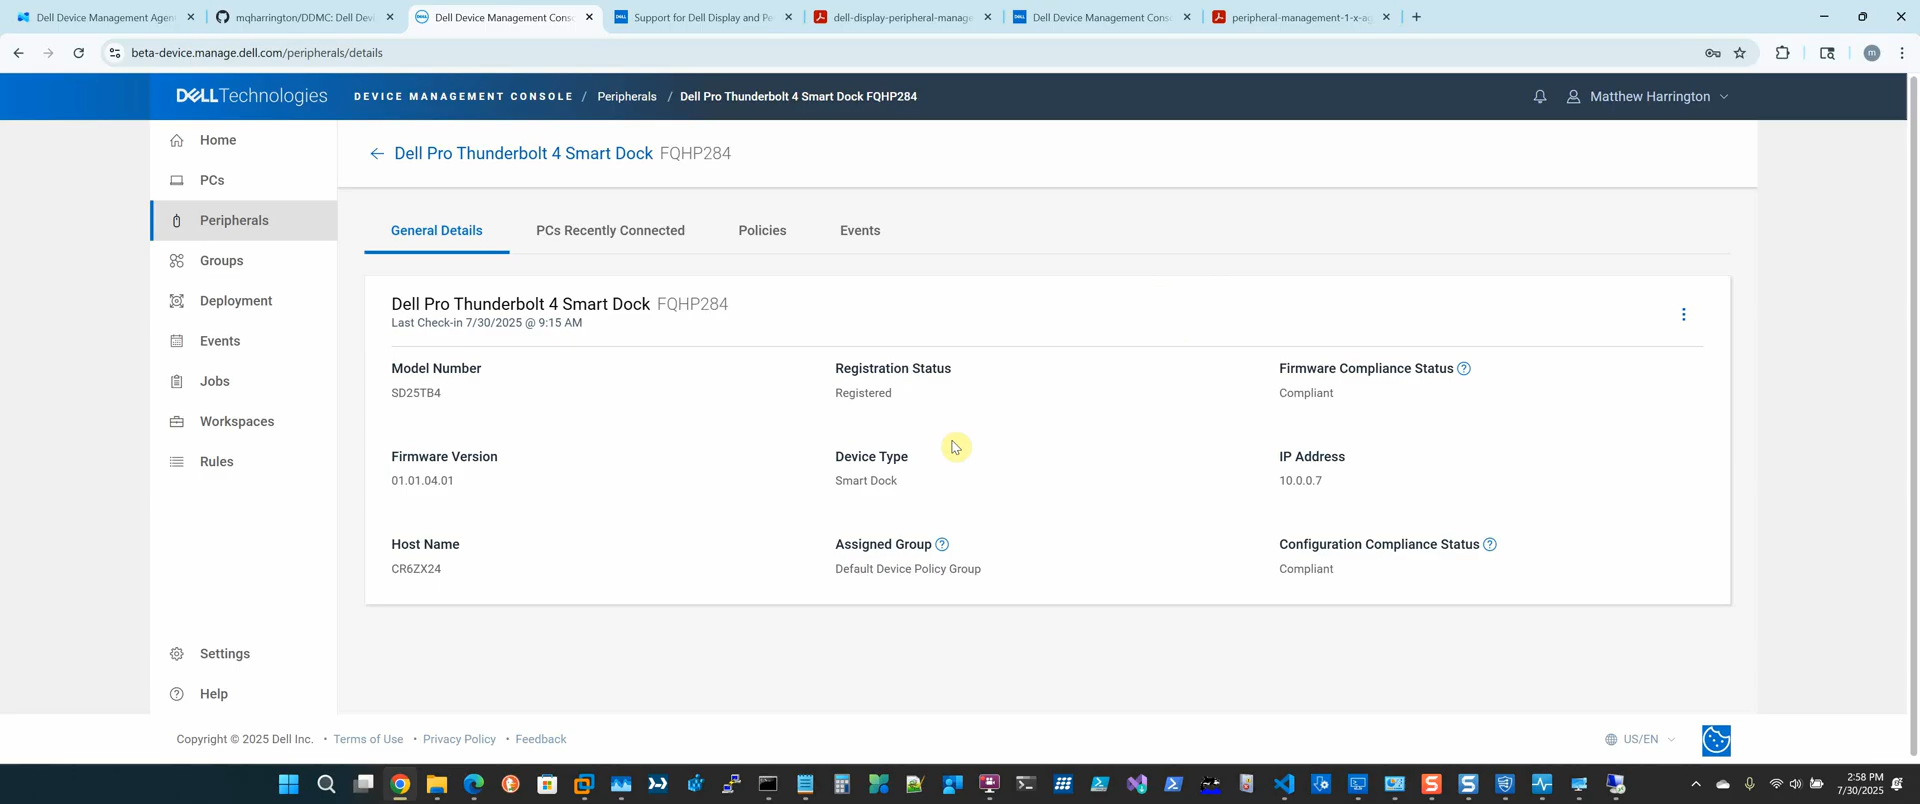 Dell Device Management Agen
mqharrington/DDMC: Dell Devi
Dell Device Management Conso
Support for Dell Display and Pe
dell-display-peripheral-manage
Dell Device Management Conso
peripheral-management-1-x-ag
beta-device.manage.dell.com/peripherals/details
m
DELLTechnologies
DEVICE MANAGEMENT CONSOLE / Peripherals / Dell Pro Thunderbolt 4 Smart Dock FQHP284
Matthew Harrington
Home
PCs
Peripherals
Groups
Deployment
Events
Jobs
Workspaces
Rules
Settings
Help
Dell Pro Thunderbolt 4 Smart Dock FQHP284
General Details
PCs Recently Connected
Policies
Events
Dell Pro Thunderbolt 4 Smart Dock FQHP284
Last Check-in 7/30/2025 @ 9:15 AM
Model Number
SD25TB4
Registration Status
Registered
Firmware Compliance Status
Compliant
Firmware Version
01.01.04.01
Device Type
Smart Dock
IP Address
10.0.0.7
Host Name
CR6ZX24
Assigned Group
Default Device Policy Group
Configuration Compliance Status
Compliant
Copyright © 2025 Dell Inc. • Terms of Use • Privacy Policy • Feedback
US/EN
2:58 PM
7/30/2025